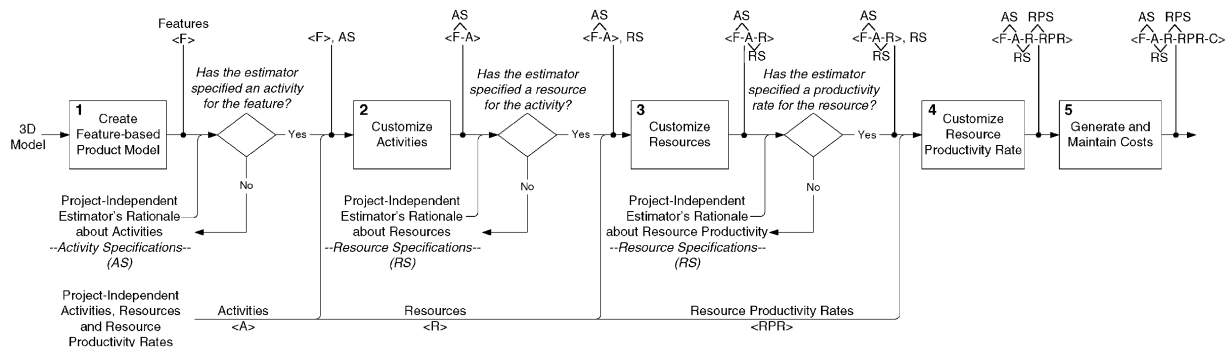 Features
<F>
<F>, AS
AS
<F-A>
AS
<F-A>, RS
AS
<F-A-R>
RS
AS
<F-A-R>, RS
RS
AS RPS
<F-A-R-RPR>
RS
AS RPS
<F-A-R-RPR-C>
RS
Has the estimator
specified an activity
for the feature?
Has the estimator
specified a resource
for the activity?
Has the estimator
specified a productivity
rate for the resource?
3D
Model
1
Create
Feature-based
Product Model
Yes
No
2
Customize
Activities
Yes
No
3
Customize
Resources
Yes
No
4
Customize
Resource
Productivity Rate
5
Generate and
Maintain Costs
Project-Independent
Estimator's Rationale
about Activities
--Activity Specifications--
(AS)
Project-Independent
Estimator's Rationale
about Resources
--Resource Specifications--
(RS)
Project-Independent
Estimator's Rationale
about Resource Productivity
--Resource Specifications--
(RS)
Project-Independent
Activities, Resources
and Resource
Productivity Rates
Activities
<A>
Resources
<R>
Resource Productivity Rates
<RPR>